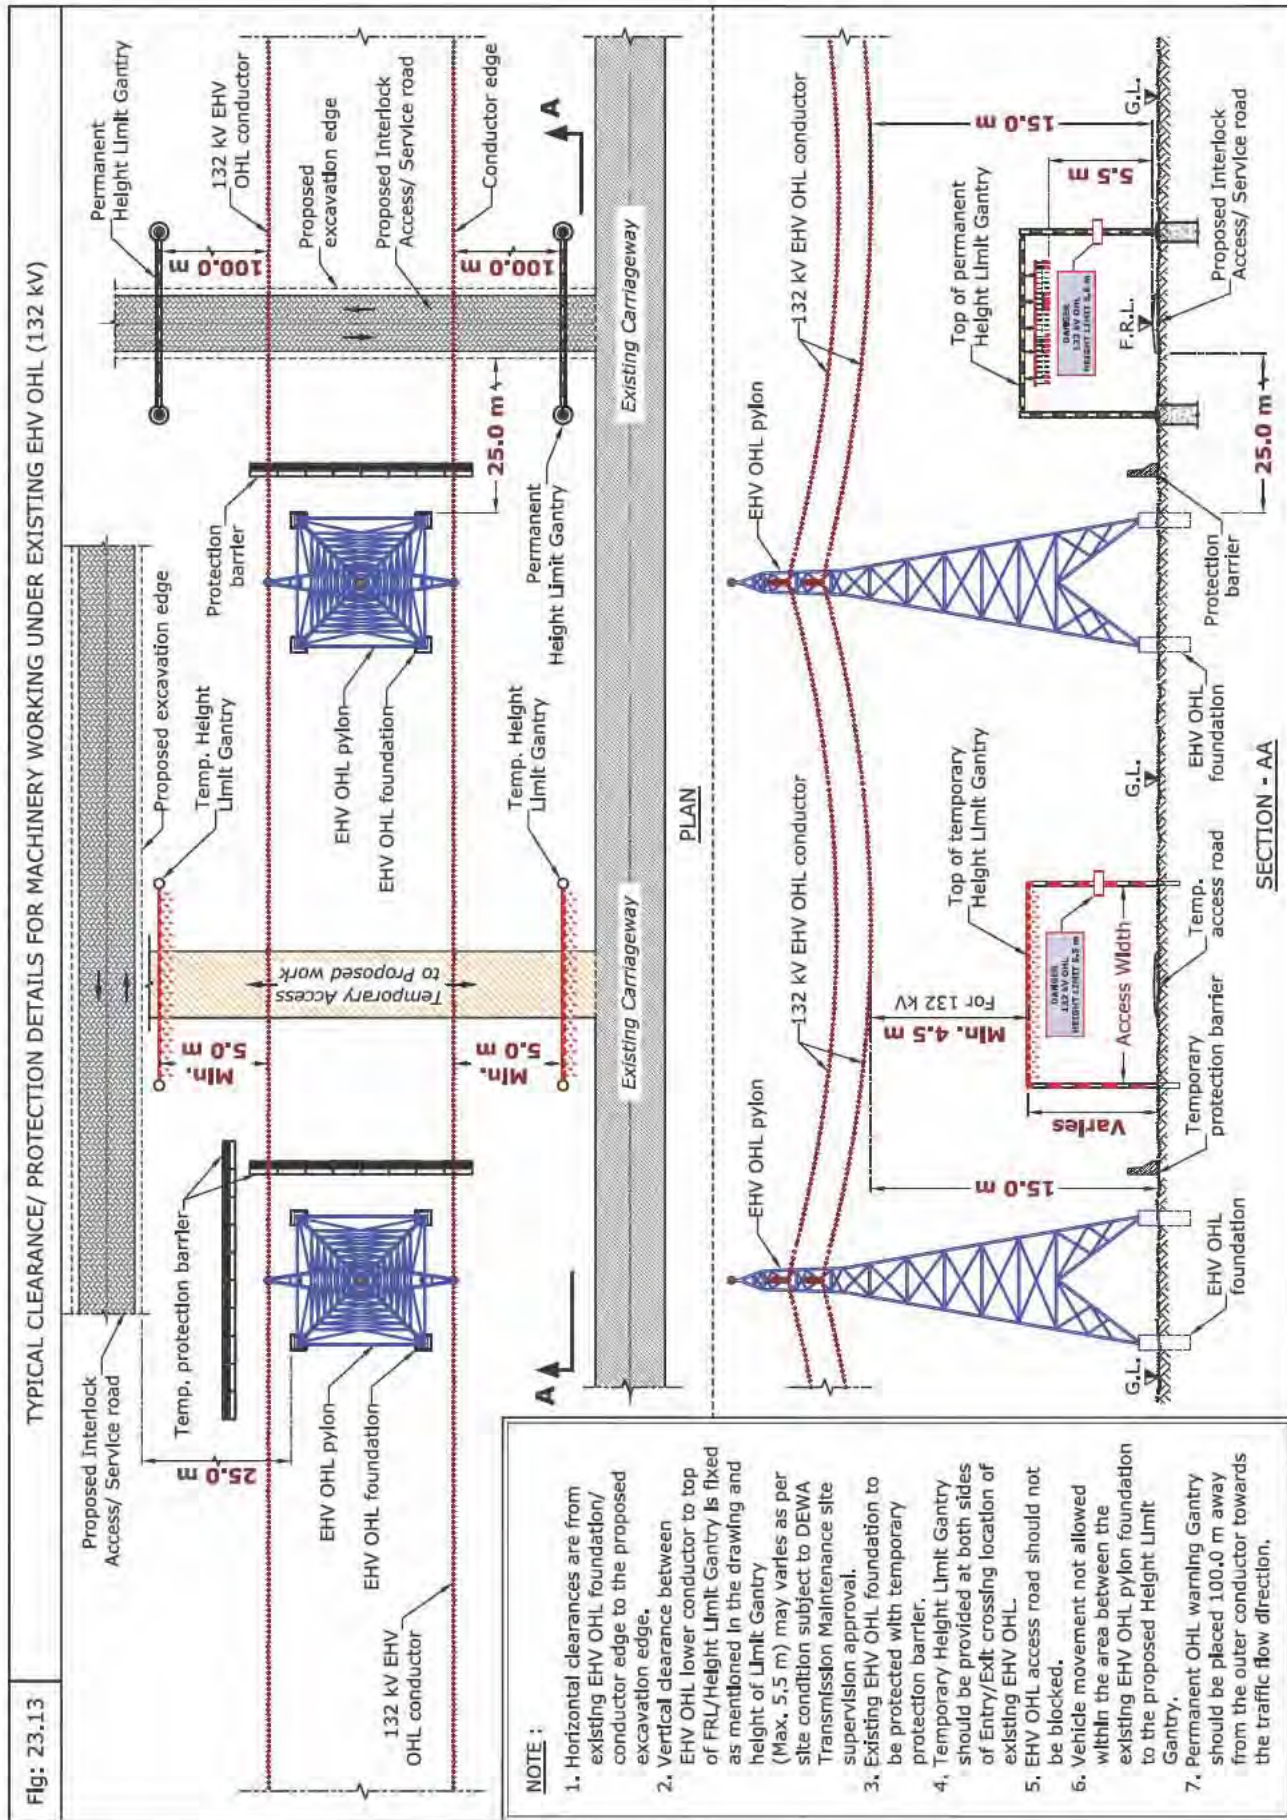 Fig: 23.13
TYPICAL CLEARANCE/ PROTECTION DETAILS FOR MACHINERY WORKING UNDER EXISTING EHV OHL (132 kV)
Proposed Interlock
Access/ Service road
25.0 m
Temp. protection barrier
EHV OHL pylon
EHV OHL foundation
132 kV EHV
OHL conductor
Min.
5.0 m
Min.
5.0 m
Temporary Access
to Proposed work
Proposed excavation edge
Temp. Height
Limit Gantry
EHV OHL pylon
EHV OHL foundation
Temp. Height
Limit Gantry
Protection
barrier
25.0 m
Permanent
Height Limit Gantry
100.0 m
100.0 m
132 kV EHV
OHL conductor
Proposed
excavation edge
Proposed Interlock
Access/ Service road
Conductor edge
Permanent
Height Limit Gantry
A
A
Existing Carriageway
Existing Carriageway
PLAN
EHV OHL pylon
132 kV EHV OHL conductor
EHV OHL pylon
132 kV EHV OHL conductor
15.0 m
Min. 4.5 m
For 132 kV
Varies
Top of temporary
Height Limit Gantry
DANGER
132 kV OHL
HEIGHT LIMIT 5.5 m
Access Width
Temporary
protection barrier
Temp.
access road
EHV OHL
foundation
G.L.
G.L.
EHV OHL
foundation
Protection
barrier
25.0 m
Top of permanent
Height Limit Gantry
DANGER
132 kV OHL
F.R.L.
5.5 m
15.0 m
Proposed Interlock
Access/ Service road
G.L.
SECTION - AA
NOTE :
1. Horizontal clearances are from
existing EHV OHL foundation/
conductor edge to the proposed
excavation edge.
2. Vertical clearance between
EHV OHL lower conductor to top
of FRL/Height Limit Gantry is fixed
as mentioned in the drawing and
height of Limit Gantry
(Max. 5.5 m) may varies as per
site condition subject to DEWA
Transmission Maintenance site
supervision approval.
3. Existing EHV OHL foundation to
be protected with temporary
protection barrier.
4. Temporary Height Limit Gantry
should be provided at both sides
of Entry/Exit crossing location of
existing EHV OHL.
5. EHV OHL access road should not
be blocked.
6. Vehicle movement not allowed
within the area between the
existing EHV OHL pylon foundation
to the proposed Height Limit
Gantry.
7. Permanent OHL warning Gantry
should be placed 100.0 m away
from the outer conductor towards
the traffic flow direction.